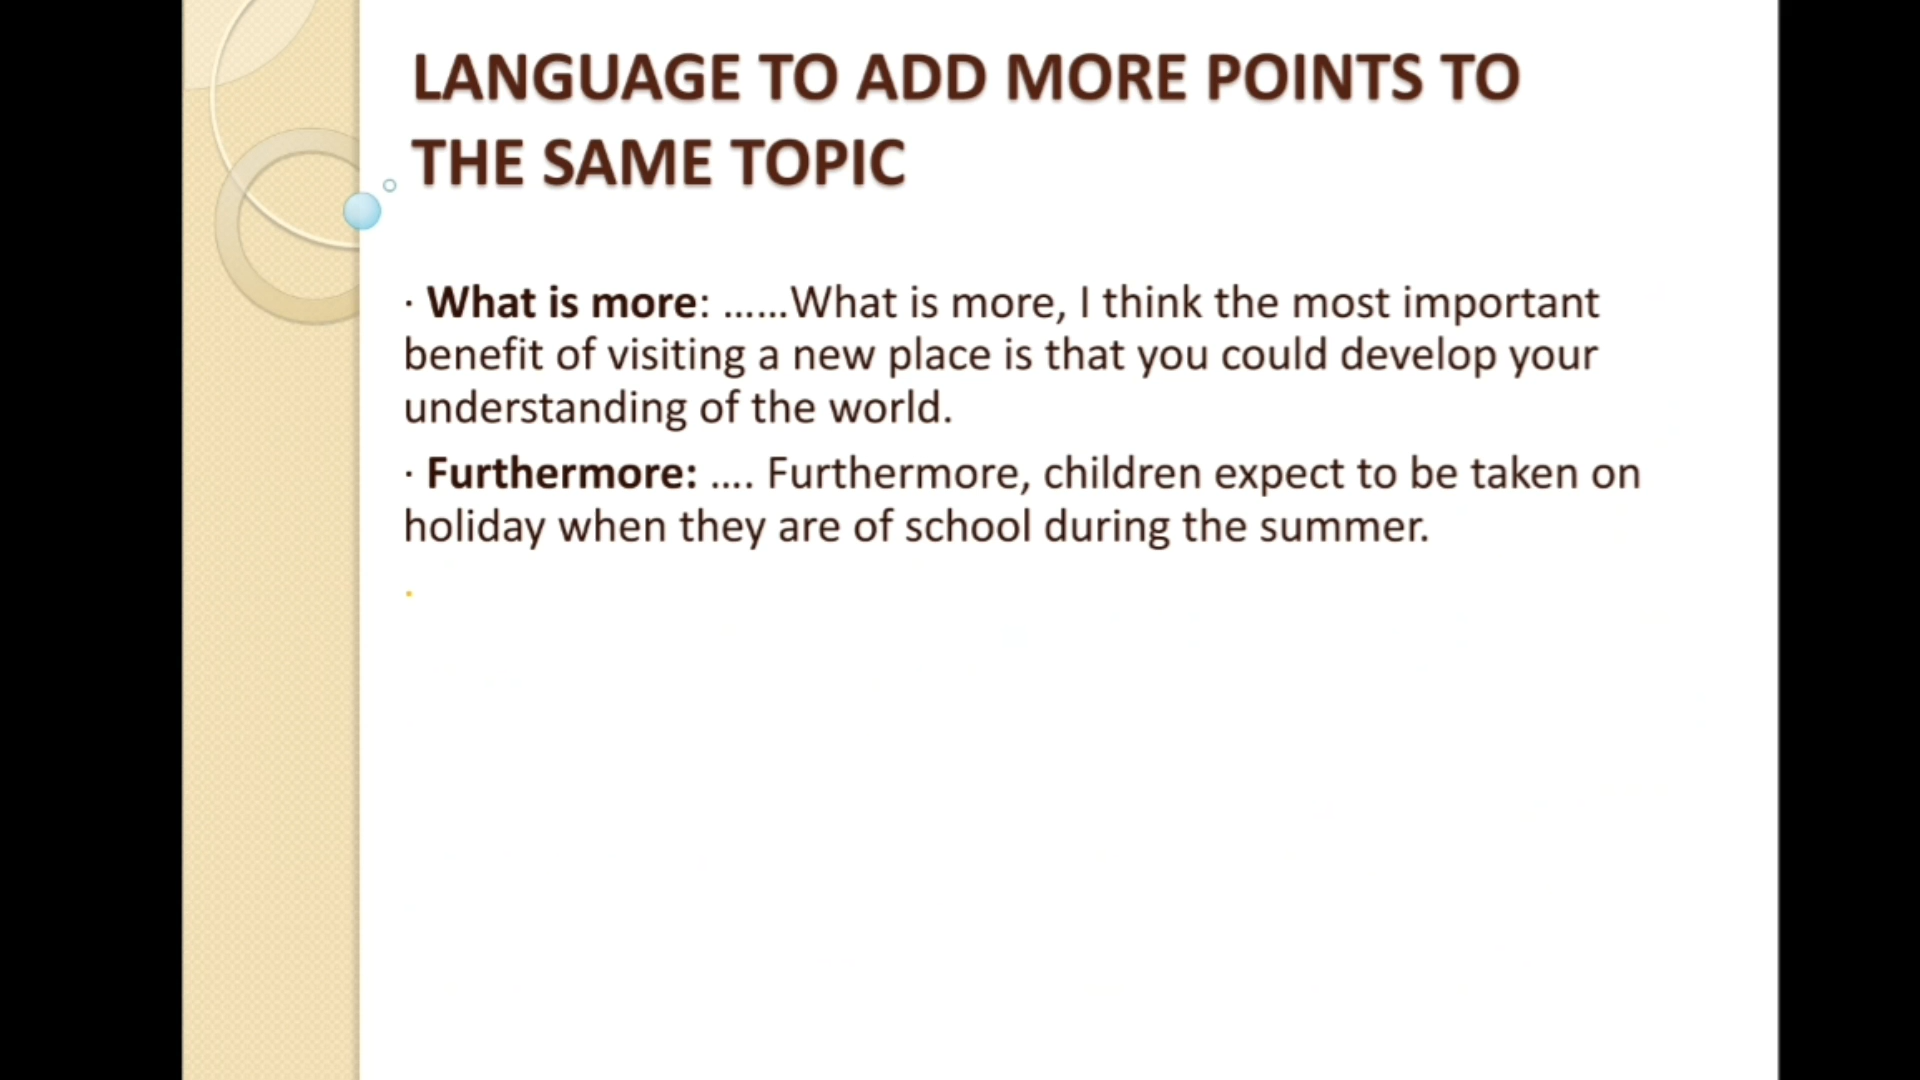 LANGUAGE TO ADD MORE POINTS TO
THE SAME TOPIC
· What is more: ……What is more, I think the most important
benefit of visiting a new place is that you could develop your
understanding of the world.
· Furthermore: …. Furthermore, children expect to be taken on
holiday when they are of school during the summer.
·